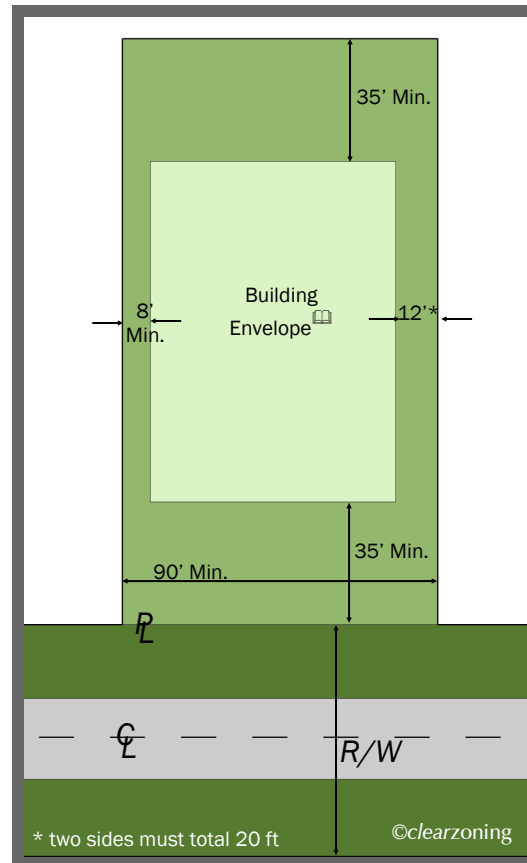 35’ Min.
8’
Min.
Building
Envelope
12’*
35’ Min.
90’ Min.
PL
CL
R/W
* two sides must total 20 ft
©clearzoning